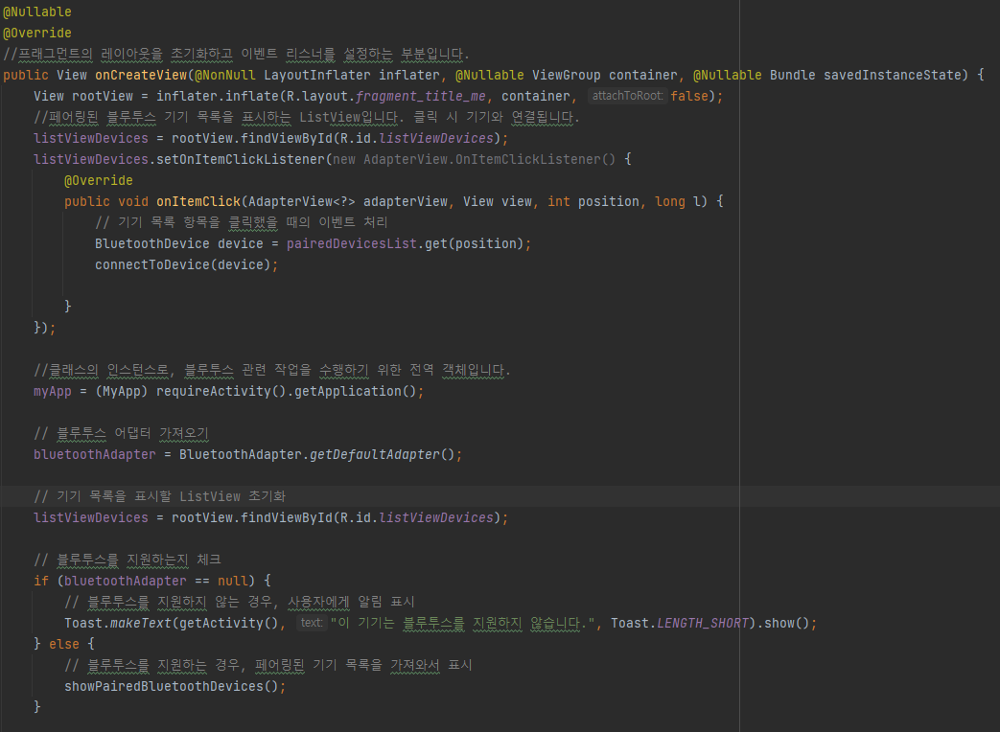 @Nullable
@Override
//프래그먼트의 레이아웃을 초기화하고 이벤트 리스너를 설정하는 부분입니다.
public View onCreateView(@NonNull LayoutInflater inflater, @Nullable ViewGroup container, @Nullable Bundle savedInstanceState) {
View rootView = inflater.inflate(R.layout.fragment_title_me, container, attachToRoot: false);
//페어링된 블루투스 기기 목록을 표시하는 ListView입니다. 클릭 시 기기와 연결됩니다.
listViewDevices = rootView.findViewById(R.id.listViewDevices);
listViewDevices.setOnItemClickListener(new AdapterView.OnItemClickListener() {
@Override
public void onItemClick(AdapterView<?> adapterView, View view, int position, long l) {
// 기기 목록 항목을 클릭했을 때의 이벤트 처리
BluetoothDevice device = pairedDevicesList.get(position);
connectToDevice(device);
}
});
//클래스의 인스턴스로, 블루투스 관련 작업을 수행하기 위한 전역 객체입니다.
myApp = (MyApp) requireActivity().getApplication();
// 블루투스 어댑터 가져오기
bluetoothAdapter = BluetoothAdapter.getDefaultAdapter();
// 기기 목록을 표시할 ListView 초기화
listViewDevices = rootView.findViewById(R.id.listViewDevices);
// 블루투스를 지원하는지 체크
if (bluetoothAdapter == null) {
// 블루투스를 지원하지 않는 경우, 사용자에게 알림 표시
Toast.makeText(getActivity(), text: "이 기기는 블루투스를 지원하지 않습니다.", Toast.LENGTH_SHORT).show();
} else {
// 블루투스를 지원하는 경우, 페어링된 기기 목록을 가져와서 표시
showPairedBluetoothDevices();
}